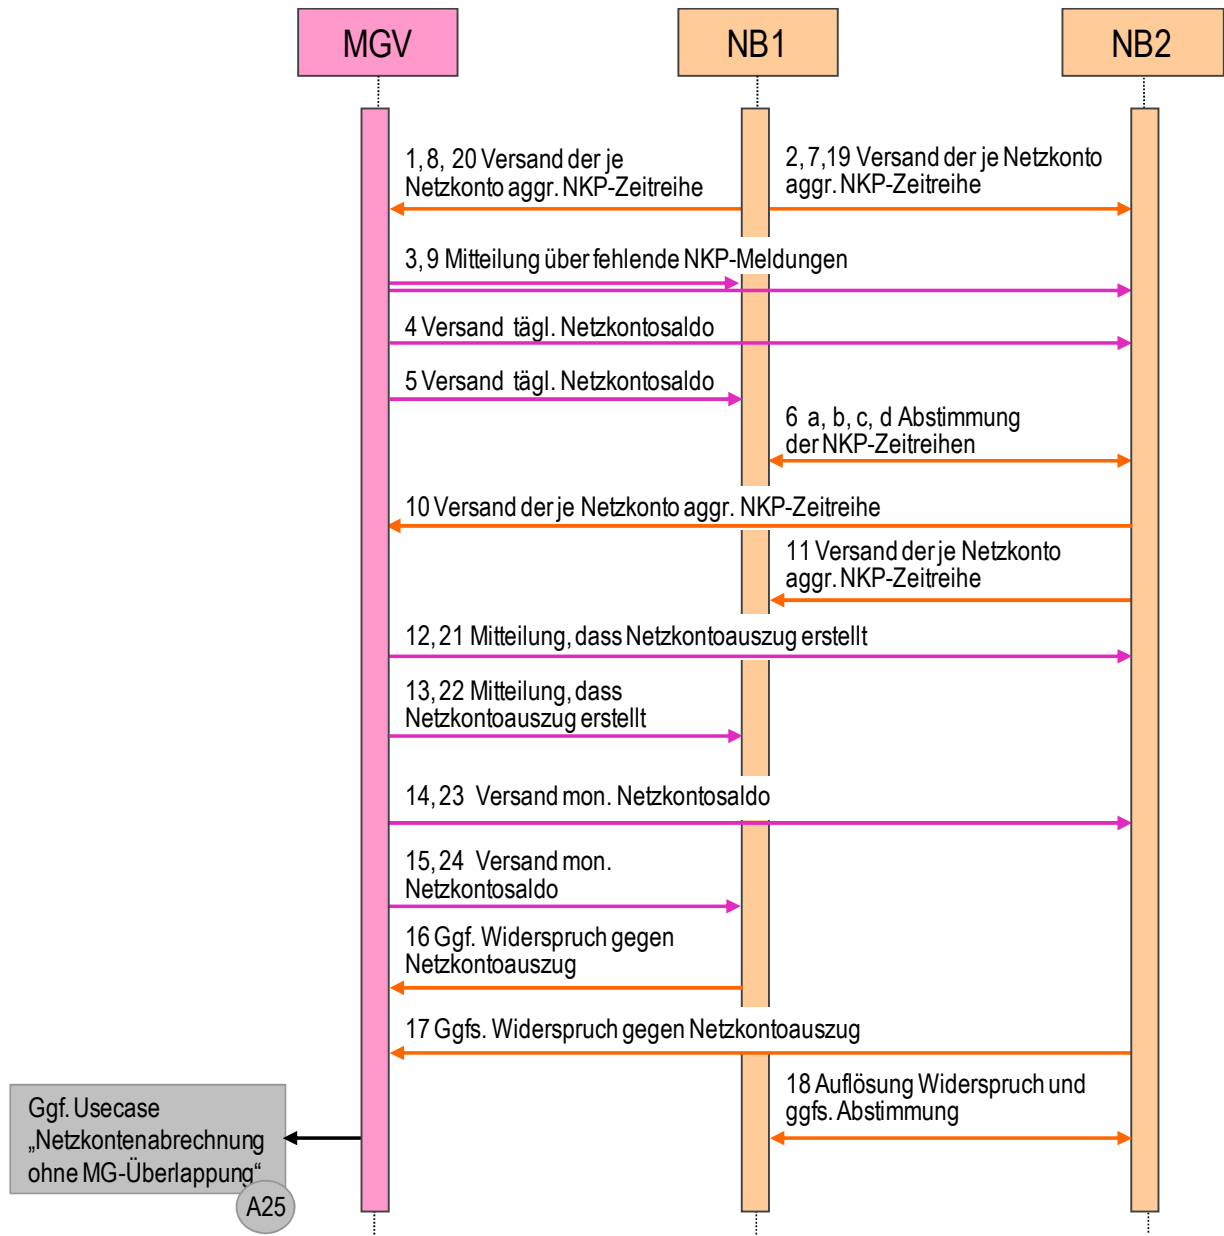 MGV
NB1
NB2
1, 8, 20 Versand der je
Netzkonto aggr. NKP-Zeitreihe
2, 7,19 Versand der je Netzkonto
aggr. NKP-Zeitreihe
3, 9 Mitteilung über fehlende NKP-Meldungen
4 Versand tägl. Netzkontosaldo
5 Versand tägl. Netzkontosaldo
6 a, b, c, d Abstimmung
der NKP-Zeitreihen
10 Versand der je Netzkonto aggr. NKP-Zeitreihe
11 Versand der je Netzkonto
aggr. NKP-Zeitreihe
12, 21 Mitteilung, dass Netzkontoauszug erstellt
13, 22 Mitteilung, dass
Netzkontoauszug erstellt
14, 23 Versand mon. Netzkontosaldo
15, 24 Versand mon.
Netzkontosaldo
16 Ggf. Widerspruch gegen
Netzkontoauszug
17 Ggfs. Widerspruch gegen Netzkontoauszug
18 Auflösung Widerspruch und
ggfs. Abstimmung
Ggf. Usecase
„Netzkontenabrechnung
ohne MG-Überlappung“
A25